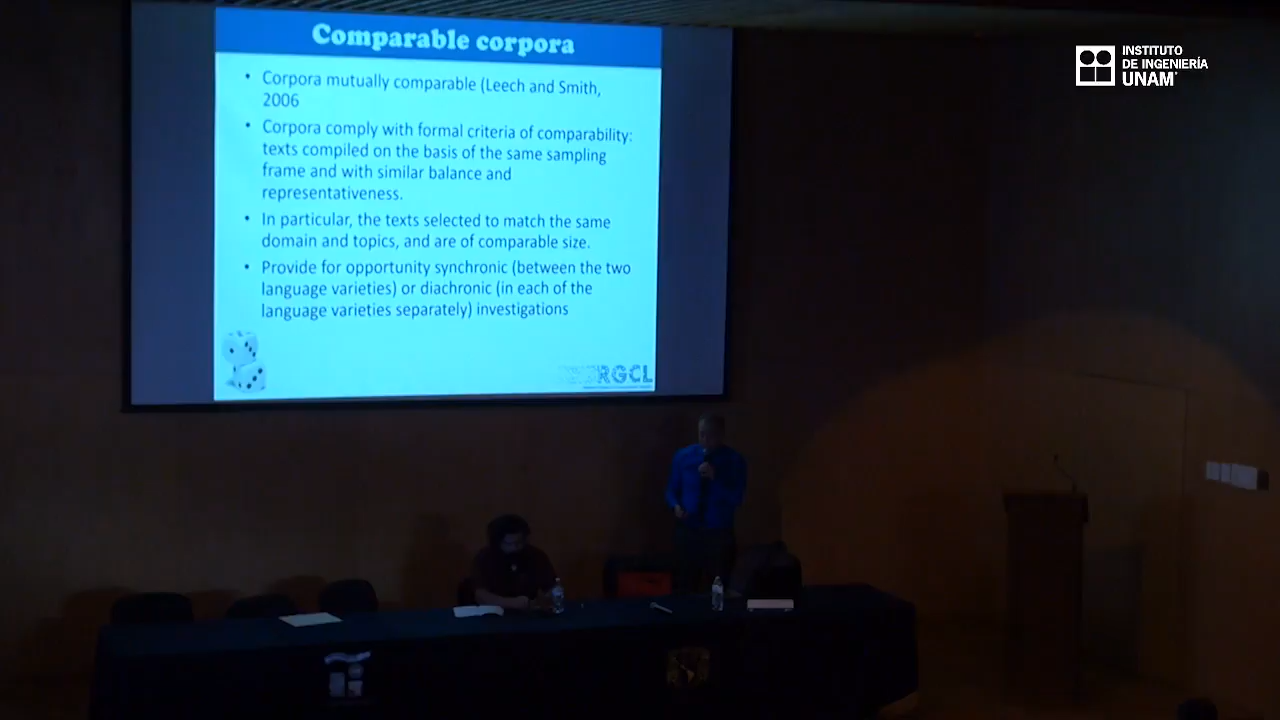 Comparable corpora
• Corpora mutually comparable (Leech and Smith,
2006
• Corpora comply with formal criteria of comparability:
texts compiled on the basis of the same sampling
frame and with similar balance and
representativeness.
• In particular, the texts selected to match the same
domain and topics, and are of comparable size.
• Provide for opportunity synchronic (between the two
language varieties) or diachronic (in each of the
language varieties separately) investigations
RGCL
INSTITUTO
DE INGENIERÍA
UNAM